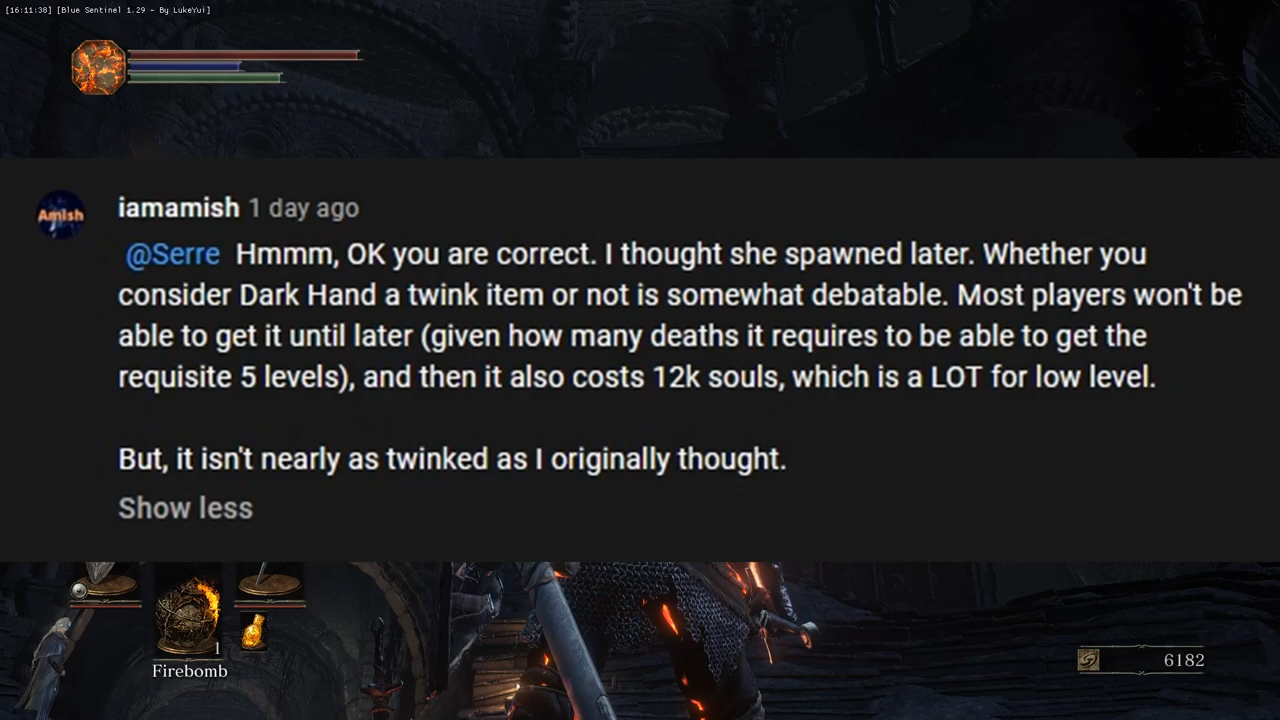 [16:11:38] [Blue Sentinel 1.29 - By LukeYui]
Amish
iamamish 1 day ago
@Serre Hmmm, OK you are correct. I thought she spawned later. Whether you
consider Dark Hand a twink item or not is somewhat debatable. Most players won't be
able to get it until later (given how many deaths it requires to be able to get the
requisite 5 levels), and then it also costs 12k souls, which is a LOT for low level.
But, it isn't nearly as twinked as I originally thought.
Show less
1
Firebomb
6182